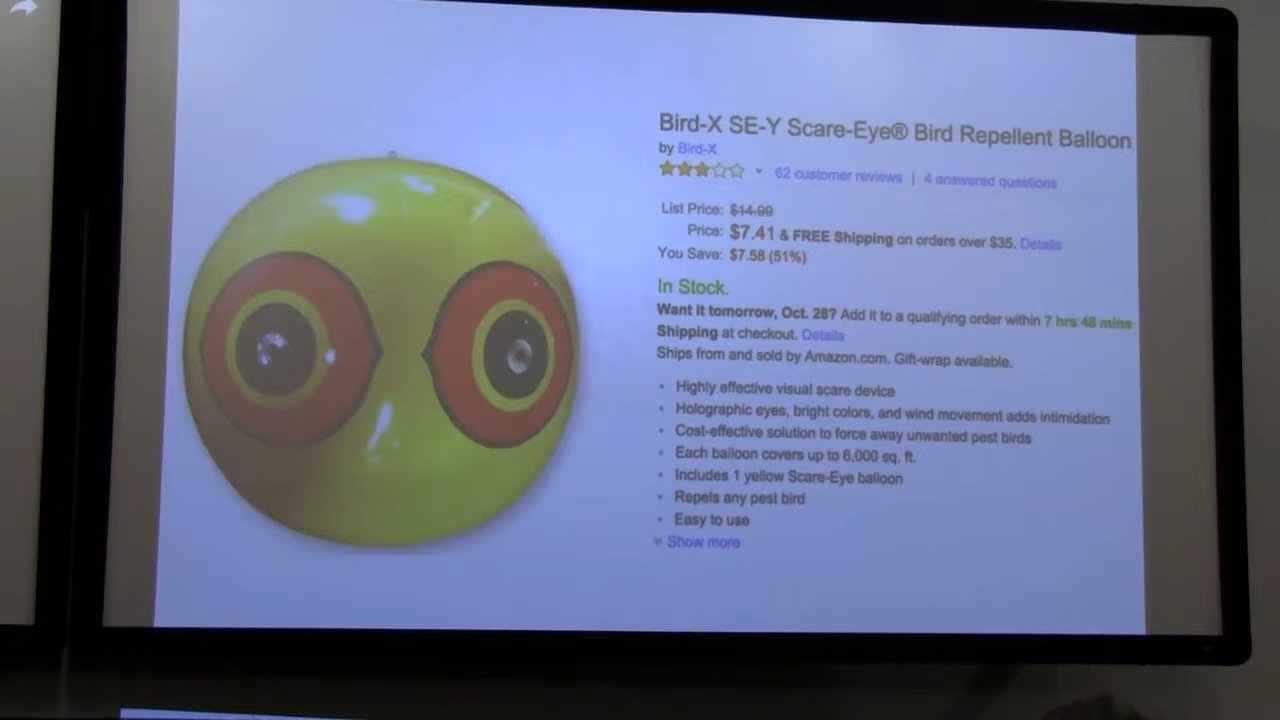 Bird-X SE-Y Scare-Eye® Bird Repellent Balloon
by Bird-X
62 customer reviews | 4 answered questions
List Price: $14.99
Price: $7.41 & FREE Shipping on orders over $35. Details
You Save: $7.58 (51%)
In Stock.
Want it tomorrow, Oct. 28? Add it to a qualifying order within 7 hrs 48 mins
Shipping at checkout. Details
Ships from and sold by Amazon.com. Gift-wrap available.
• Highly effective visual scare device
• Holographic eyes, bright colors, and wind movement adds intimidation
• Cost-effective solution to force away unwanted pest birds
• Each balloon covers up to 6,000 sq. ft.
• Includes 1 yellow Scare-Eye balloon
• Repels any pest bird
• Easy to use
Show more